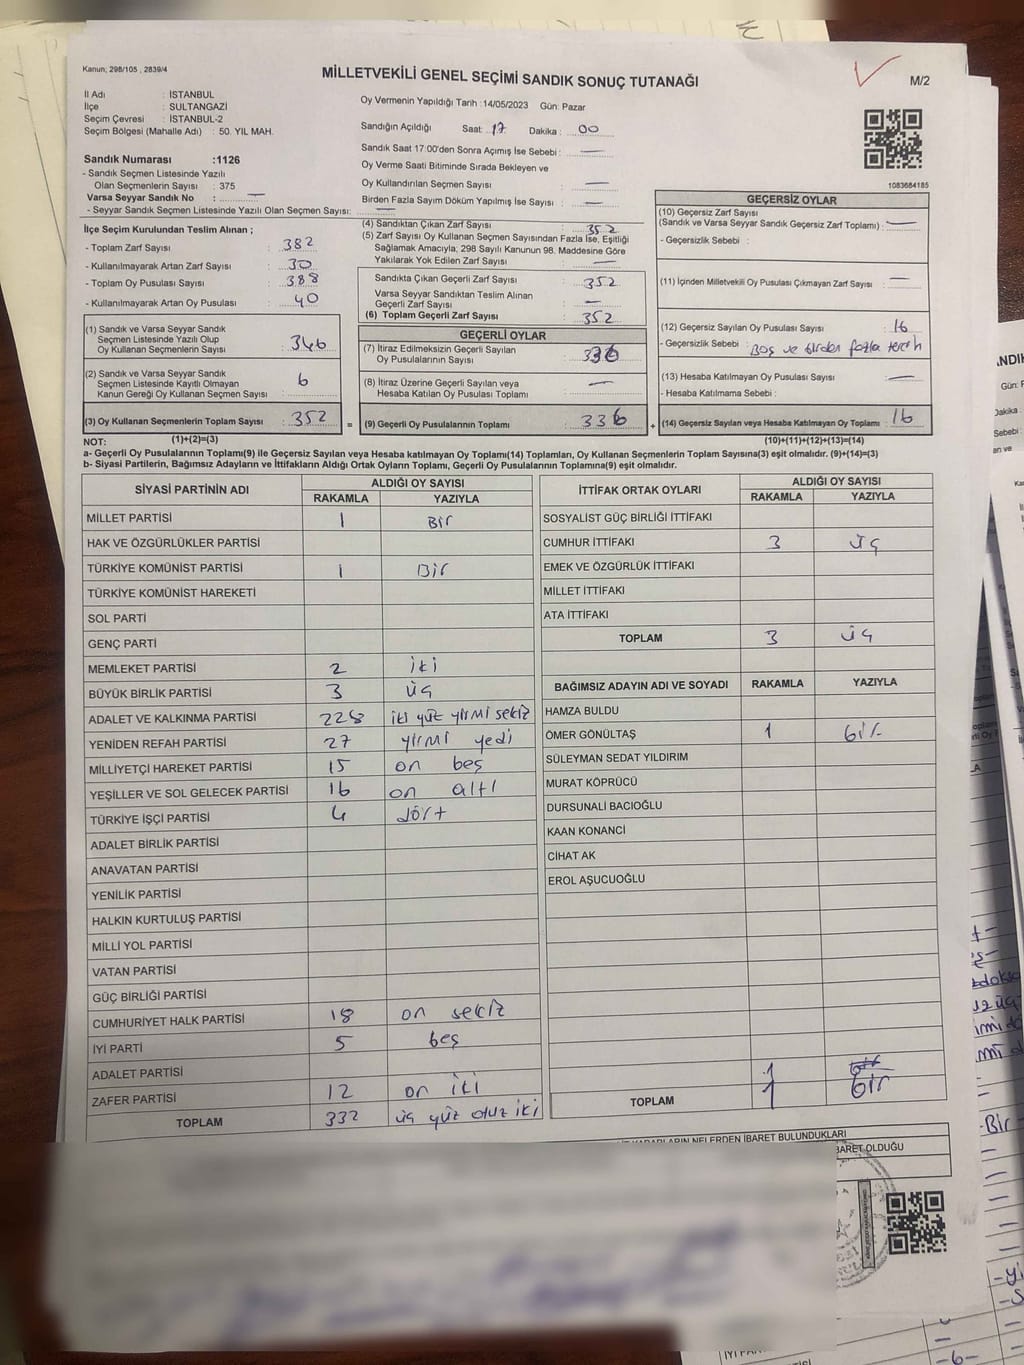 Kanun; 298/105 , 2839/4
MİLLETVEKİLİ GENEL SEÇİMİ SANDIK SONUÇ TUTANAĞI
M/2
İl Adı : İSTANBUL
İlçe : SULTANGAZİ
Seçim Çevresi : İSTANBUL-2
Seçim Bölgesi (Mahalle Adı) : 50. YIL MAH.
Oy Vermenin Yapıldığı Tarih :14/05/2023 Gün: Pazar
Sandığın Açıldığı Saat: 17 Dakika : 00
Sandık Saat 17:00'den Sonra Açımış İse Sebebi : —
Oy Verme Saati Bitiminde Sırada Bekleyen ve
Oy Kullandırılan Seçmen Sayısı : —
Birden Fazla Sayım Döküm Yapılmış İse Sayısı : —
1083684185
Sandık Numarası :1126
- Sandık Seçmen Listesinde Yazılı
Olan Seçmenlerin Sayısı : 375
Varsa Seyyar Sandık No : —
- Seyyar Sandık Seçmen Listesinde Yazılı Olan Seçmen Sayısı: —
İlçe Seçim Kurulundan Teslim Alınan ;
- Toplam Zarf Sayısı : 382
- Kullanılmayarak Artan Zarf Sayısı : 30
- Toplam Oy Pusulası Sayısı : 388
- Kullanılmayarak Artan Oy Pusulası : 40
(1) Sandık ve Varsa Seyyar Sandık
Seçmen Listesinde Yazılı Olup
Oy Kullanan Seçmenlerin Sayısı : 346
(2) Sandık ve Varsa Seyyar Sandık
Seçmen Listesinde Kayıtlı Olmayan
Kanun Gereği Oy Kullanan Seçmen Sayısı : 6
(3) Oy Kullanan Seçmenlerin Toplam Sayısı : 352 =
(4) Sandıktan Çıkan Zarf Sayısı : 352
(5) Zarf Sayısı Oy Kullanan Seçmen Sayısından Fazla İse, Eşitliği
Sağlamak Amacıyla; 298 Sayılı Kanunun 98. Maddesine Göre
Yakılarak Yok Edilen Zarf Sayısı : —
Sandıkta Çıkan Geçerli Zarf Sayısı : 352
Varsa Seyyar Sandıktan Teslim Alınan
Geçerli Zarf Sayısı : —
(6) Toplam Geçerli Zarf Sayısı : 352
GEÇERLİ OYLAR
(7) İtiraz Edilmeksizin Geçerli Sayılan
Oy Pusulalarının Sayısı : 336
(8) İtiraz Üzerine Geçerli Sayılan veya
Hesaba Katılan Oy Pusulası Toplamı : —
(9) Geçerli Oy Pusulalarının Toplamı : 336 +
GEÇERSİZ OYLAR
(10) Geçersiz Zarf Sayısı
(Sandık ve Varsa Seyyar Sandık Geçersiz Zarf Toplamı) : —
- Geçersizlik Sebebi :
(11) İçinden Milletvekili Oy Pusulası Çıkmayan Zarf Sayısı : —
(12) Geçersiz Sayılan Oy Pusulası Sayısı : 16
- Geçersizlik Sebebi : Boş ve birden fazla tercih
(13) Hesaba Katılmayan Oy Pusulası Sayısı : —
- Hesaba Katılmama Sebebi :
(14) Geçersiz Sayılan veya Hesaba Katılmayan Oy Toplamı : 16
NOT: (1)+(2)=(3) (10)+(11)+(12)+(13)=(14)
a- Geçerli Oy Pusulalarının Toplamı(9) ile Geçersiz Sayılan veya Hesaba katılmayan Oy Toplamı(14) Toplamları, Oy Kullanan Seçmenlerin Toplam Sayısına(3) eşit olmalıdır. (9)+(14)=(3)
b- Siyasi Partilerin, Bağımsız Adayların ve İttifakların Aldığı Ortak Oyların Toplamı, Geçerli Oy Pusulalarının Toplamına(9) eşit olmalıdır.
SİYASİ PARTİNİN ADI ALDIĞI OY SAYISI
RAKAMLA YAZIYLA
MİLLET PARTİSİ 1 Bir
HAK VE ÖZGÜRLÜKLER PARTİSİ
TÜRKİYE KOMÜNİST PARTİSİ 1 Bir
TÜRKİYE KOMÜNİST HAREKETİ
SOL PARTİ
GENÇ PARTİ
MEMLEKET PARTİSİ 2 iki
BÜYÜK BİRLİK PARTİSİ 3 üç
ADALET VE KALKINMA PARTİSİ 228 iki yüz yirmi sekiz
YENİDEN REFAH PARTİSİ 27 yirmi yedi
MİLLİYETÇİ HAREKET PARTİSİ 15 on beş
YEŞİLLER VE SOL GELECEK PARTİSİ 16 on altı
TÜRKİYE İŞÇİ PARTİSİ 4 dört
ADALET BİRLİK PARTİSİ
ANAVATAN PARTİSİ
YENİLİK PARTİSİ
HALKIN KURTULUŞ PARTİSİ
MİLLİ YOL PARTİSİ
VATAN PARTİSİ
GÜÇ BİRLİĞİ PARTİSİ
CUMHURİYET HALK PARTİSİ 18 on sekiz
İYİ PARTİ 5 beş
ADALET PARTİSİ
ZAFER PARTİSİ 12 on iki
TOPLAM 332 üç yüz otuz iki
İTTİFAK ORTAK OYLARI ALDIĞI OY SAYISI
RAKAMLA YAZIYLA
SOSYALİST GÜÇ BİRLİĞİ İTTİFAKI
CUMHUR İTTİFAKI 3 üç
EMEK VE ÖZGÜRLÜK İTTİFAKI
MİLLET İTTİFAKI
ATA İTTİFAKI
TOPLAM 3 üç
BAĞIMSIZ ADAYIN ADI VE SOYADI RAKAMLA YAZIYLA
HAMZA BULDU
ÖMER GÖNÜLTAŞ 1 bir
SÜLEYMAN SEDAT YILDIRIM
MURAT KÖPRÜCÜ
DURSUNALİ BACIOĞLU
KAAN KONANCİ
CİHAT AK
EROL AŞUCUOĞLU
1 bir
TOPLAM 1 bir
KARARLARIN NELERDEN İBARET BULUNDUKLARI
BARET OLDUĞU